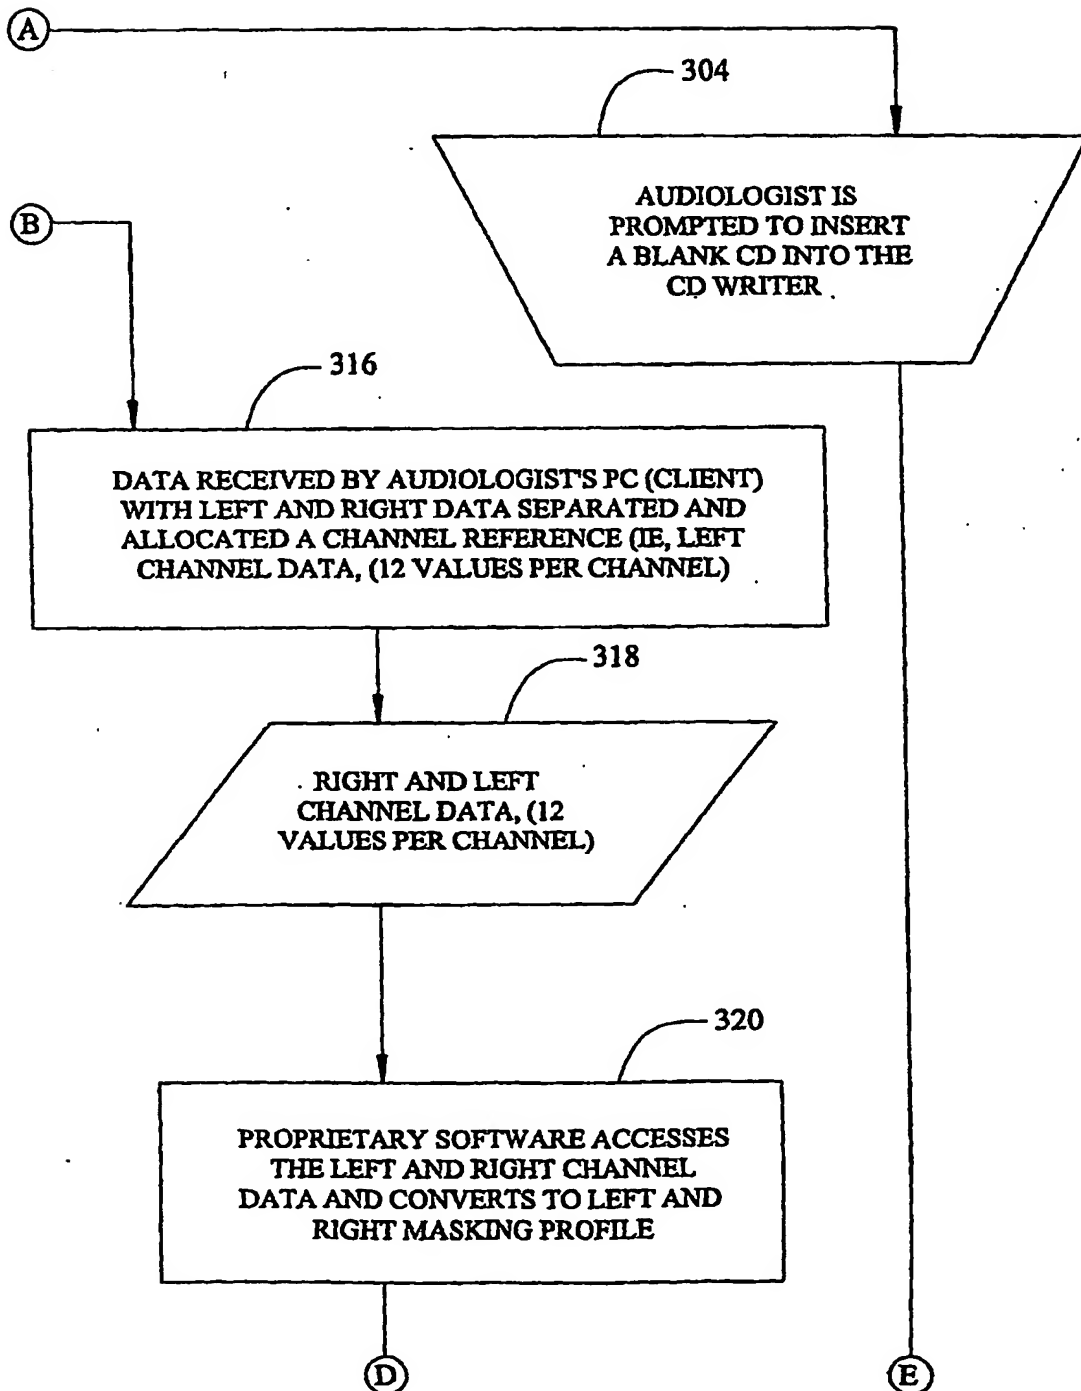 A
304
AUDIOLOGIST IS
PROMPTED TO INSERT
A BLANK CD INTO THE
CD WRITER
B
316
DATA RECEIVED BY AUDIOLOGIST'S PC (CLIENT)
WITH LEFT AND RIGHT DATA SEPARATED AND
ALLOCATED A CHANNEL REFERENCE (IE, LEFT
CHANNEL DATA, (12 VALUES PER CHANNEL)
318
RIGHT AND LEFT
CHANNEL DATA, (12
VALUES PER CHANNEL)
320
PROPRIETARY SOFTWARE ACCESSES
THE LEFT AND RIGHT CHANNEL
DATA AND CONVERTS TO LEFT AND
RIGHT MASKING PROFILE
D
E